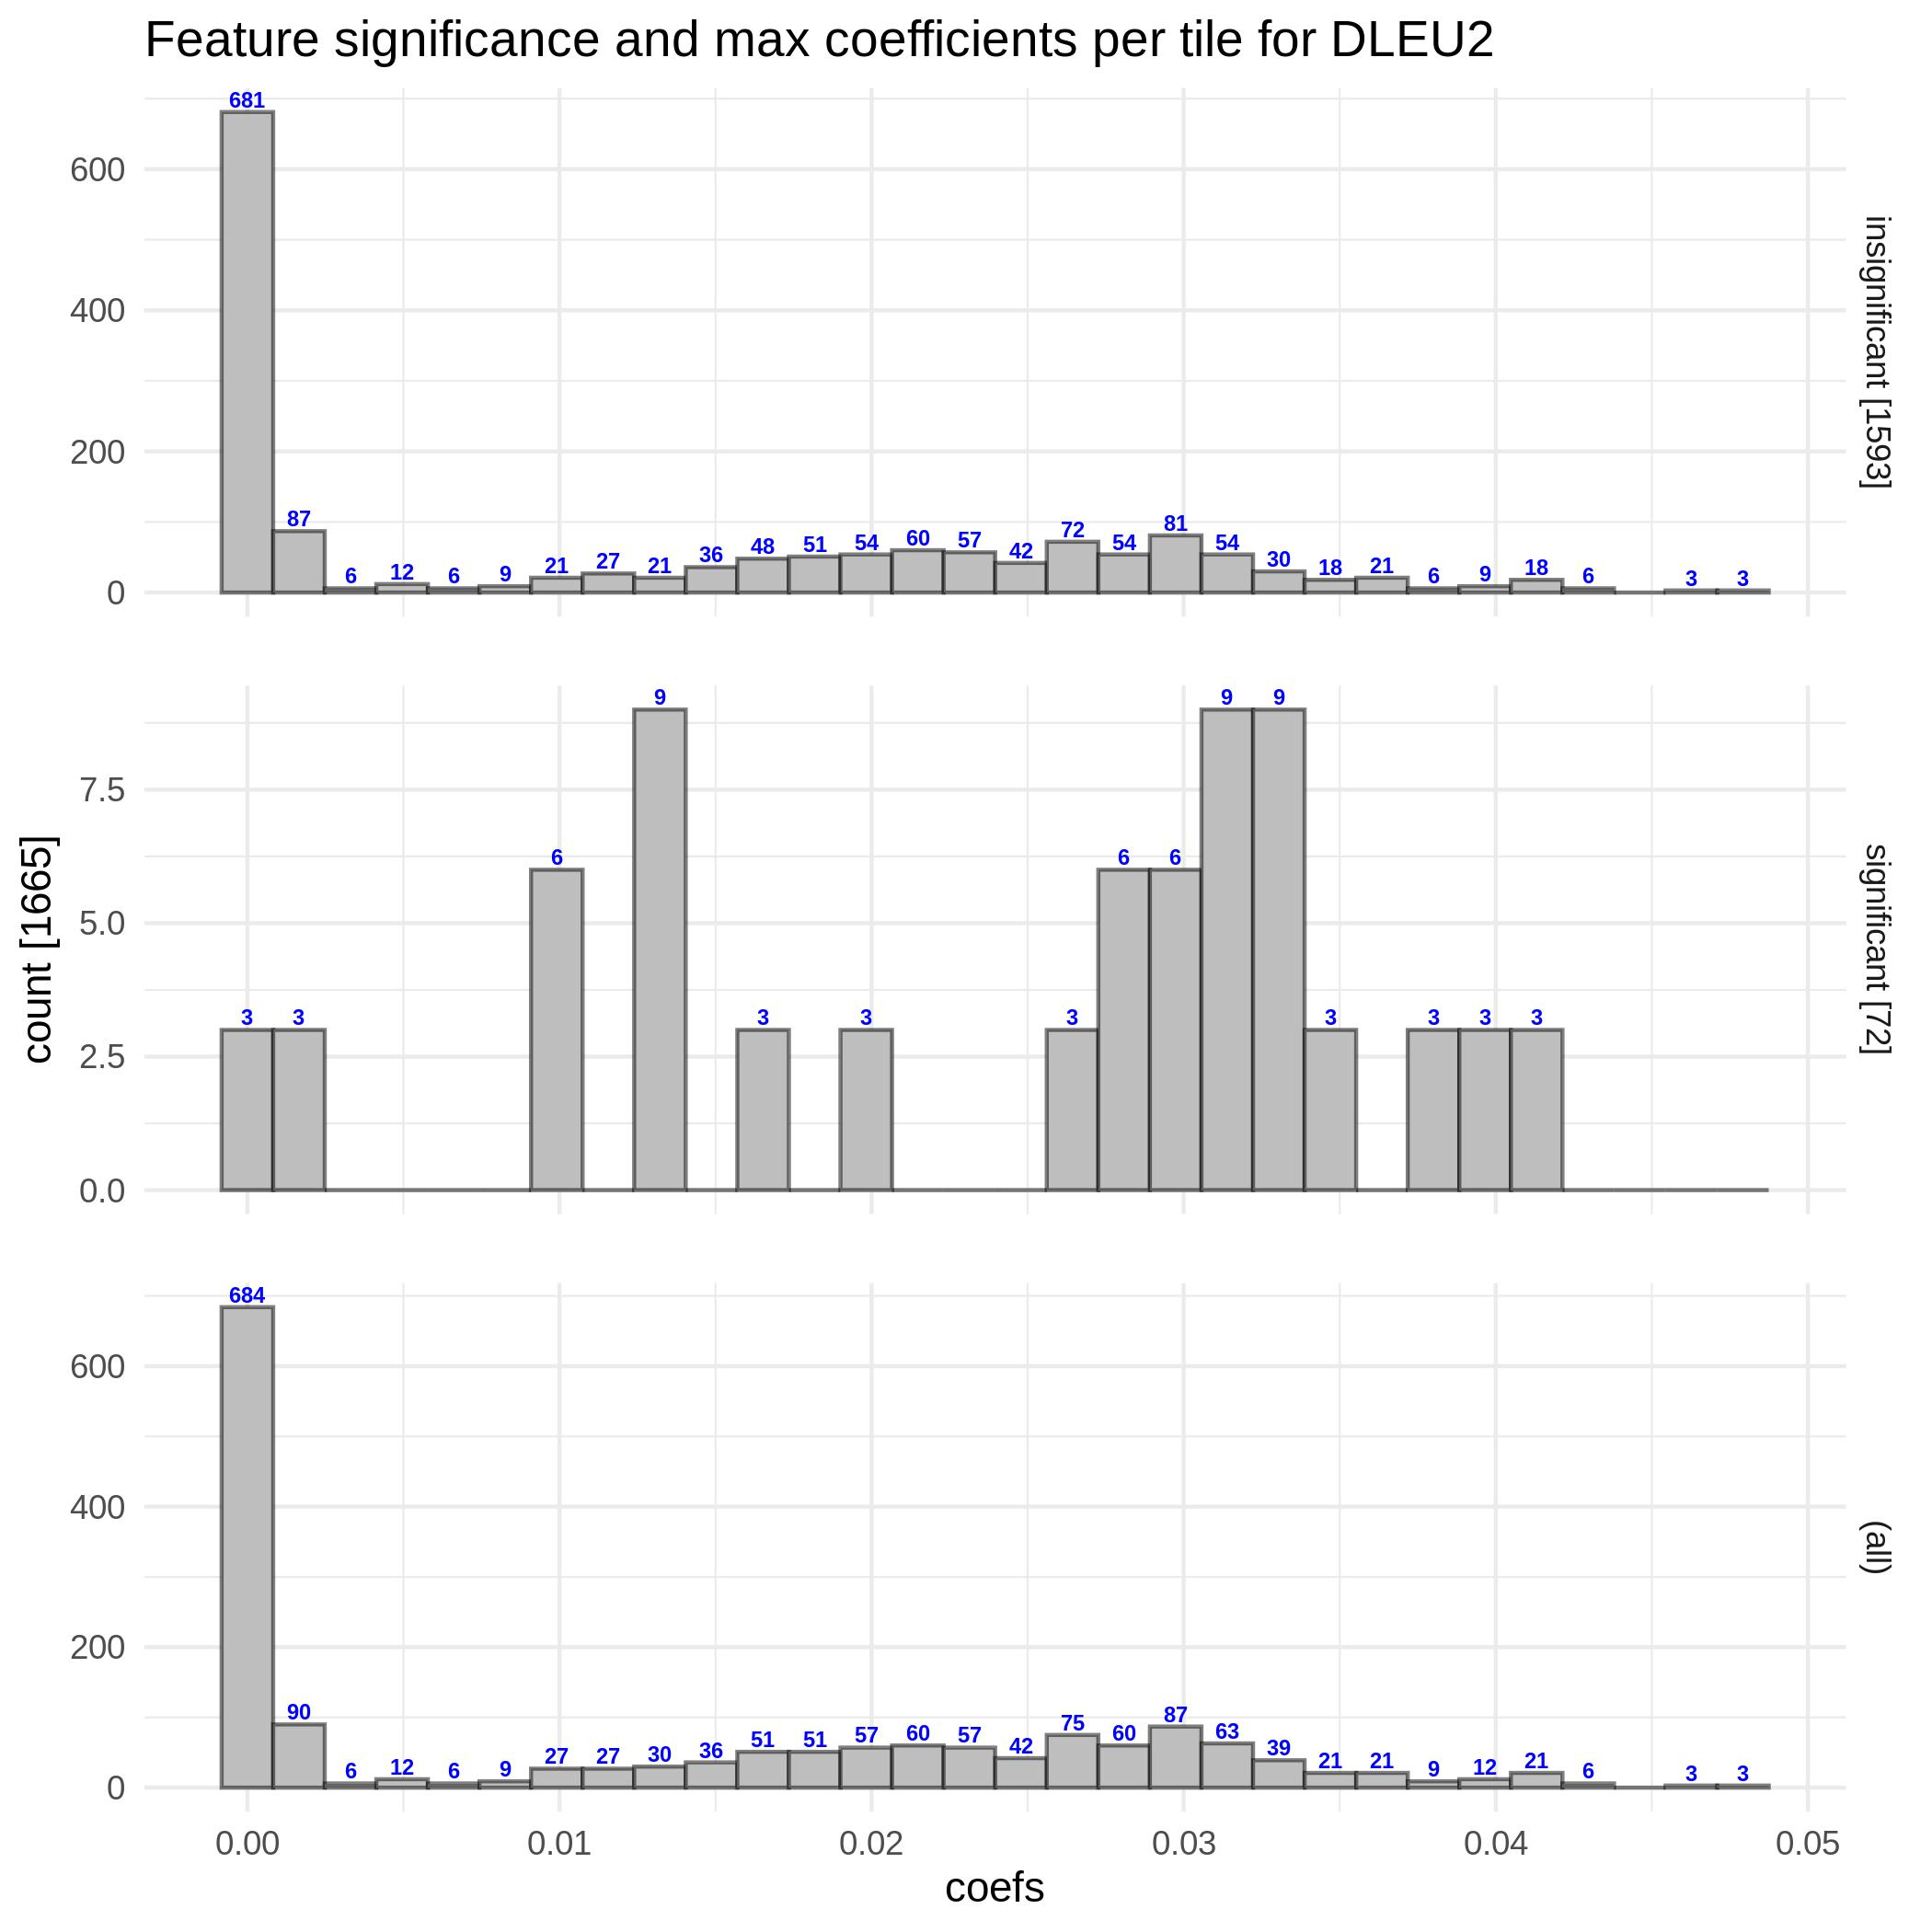 Feature significance and max coefficients per tile for DLEU2
681
600
400
200
0
87 6 12 6 9 21 27 21 36 48 51 54 60 57 42 72 54 81 54 30 18 21 6 9 18 6 3 3
insignificant [1593]
count [1665]
9 9 9
7.5
6 6 6
5.0
3 3 3 3 3 3 3 3 3
2.5
0.0
significant [72]
684
600
400
200
0
90 6 12 6 9 27 27 30 36 51 51 57 60 57 42 75 60 87 63 39 21 21 9 12 21 6 3 3
(all)
0.00 0.01 0.02 0.03 0.04 0.05
coefs